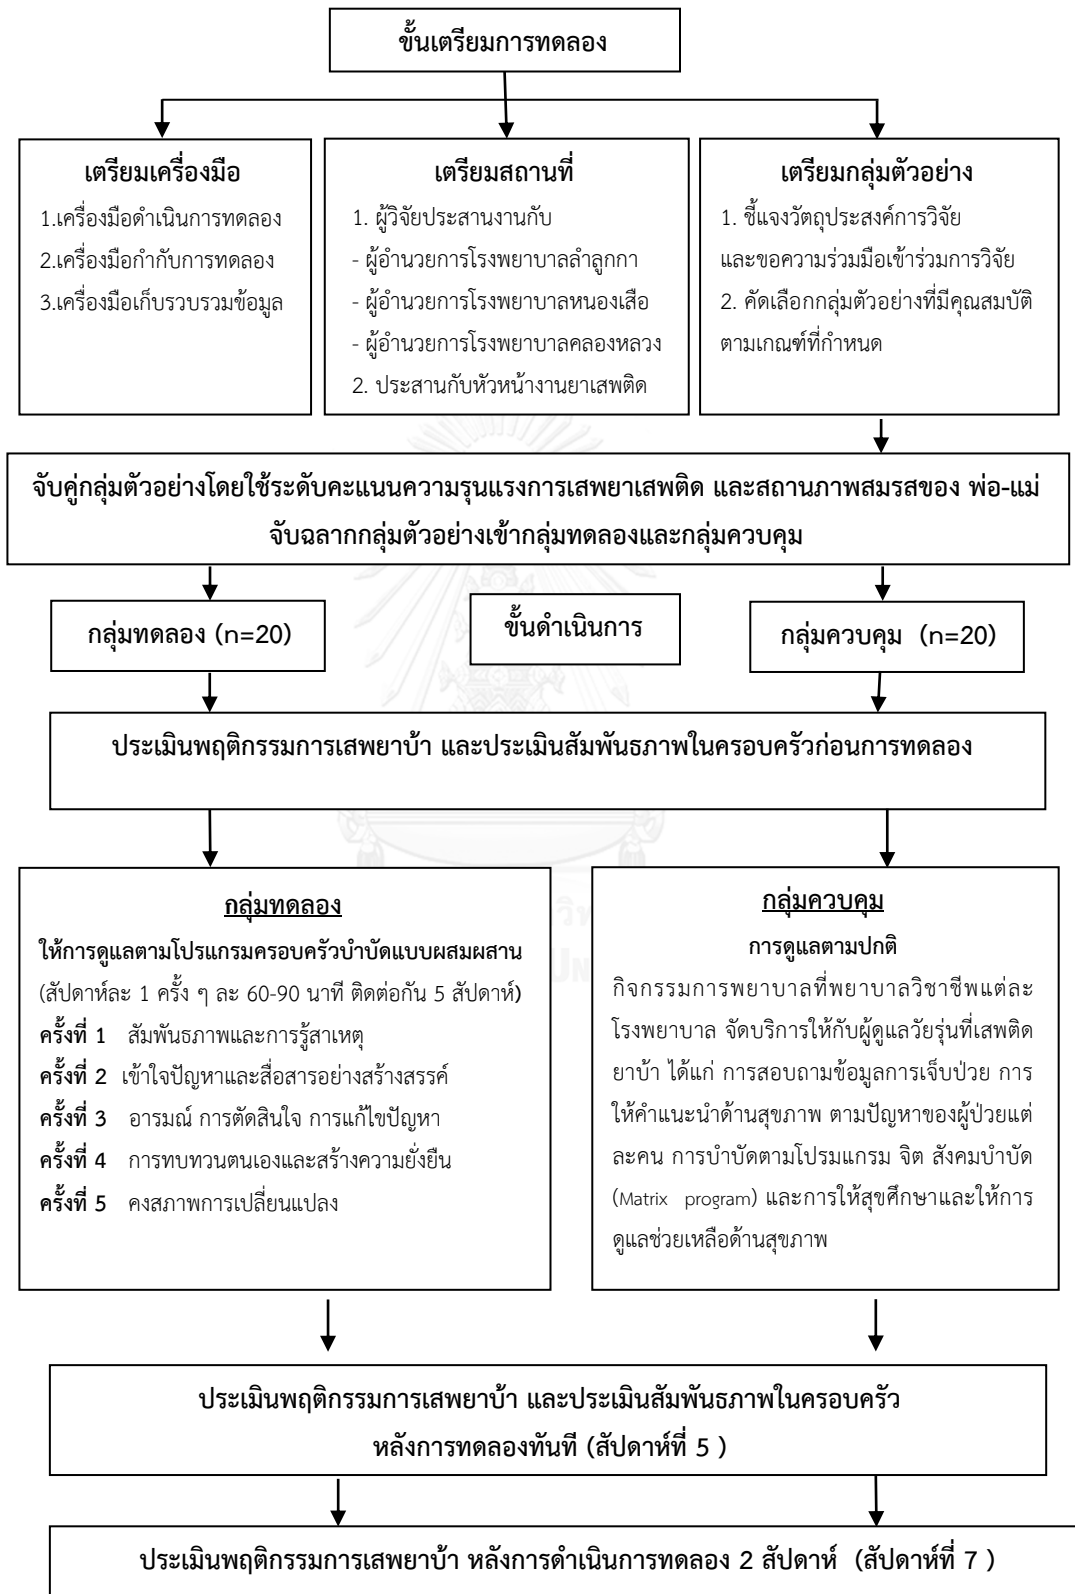 ขั้นเตรียมการทดลอง
เตรียมเครื่องมือ
1.เครื่องมือดำเนินการทดลอง
2.เครื่องมือกำกับการทดลอง
3.เครื่องมือเก็บรวบรวมข้อมูล
เตรียมสถานที่
1. ผู้วิจัยประสานงานกับ
- ผู้อำนวยการโรงพยาบาลลำลูกกา
- ผู้อำนวยการโรงพยาบาลหนองเสือ
- ผู้อำนวยการโรงพยาบาลคลองหลวง
2. ประสานกับหัวหน้างานยาเสพติด
เตรียมกลุ่มตัวอย่าง
1. ชี้แจงวัตถุประสงค์การวิจัย
และขอความร่วมมือเข้าร่วมการวิจัย
2. คัดเลือกกลุ่มตัวอย่างที่มีคุณสมบัติ
ตามเกณฑ์ที่กำหนด
จับคู่กลุ่มตัวอย่างโดยใช้ระดับคะแนนความรุนแรงการเสพยาเสพติด และสถานภาพสมรสของ พ่อ-แม่
จับฉลากกลุ่มตัวอย่างเข้ากลุ่มทดลองและกลุ่มควบคุม
กลุ่มทดลอง (n=20)
ขั้นดำเนินการ
กลุ่มควบคุม (n=20)
ประเมินพฤติกรรมการเสพยาบ้า และประเมินสัมพันธภาพในครอบครัวก่อนการทดลอง
กลุ่มทดลอง
ให้การดูแลตามโปรแกรมครอบครัวบำบัดแบบผสมผสาน
(สัปดาห์ละ 1 ครั้ง ๆ ละ 60-90 นาที ติดต่อกัน 5 สัปดาห์)
ครั้งที่ 1 สัมพันธภาพและการรู้สาเหตุ
ครั้งที่ 2 เข้าใจปัญหาและสื่อสารอย่างสร้างสรรค์
ครั้งที่ 3 อารมณ์ การตัดสินใจ การแก้ไขปัญหา
ครั้งที่ 4 การทบทวนตนเองและสร้างความยั่งยืน
ครั้งที่ 5 คงสภาพการเปลี่ยนแปลง
กลุ่มควบคุม
การดูแลตามปกติ
กิจกรรมการพยาบาลที่พยาบาลวิชาชีพแต่ละ
โรงพยาบาล จัดบริการให้กับผู้ดูแลวัยรุ่นที่เสพติด
ยาบ้า ได้แก่ การสอบถามข้อมูลการเจ็บป่วย การ
ให้คำแนะนำด้านสุขภาพ ตามปัญหาของผู้ป่วยแต่
ละคน การบำบัดตามโปรมแกรม จิต สังคมบำบัด
(Matrix program) และการให้สุขศึกษาและให้การ
ดูแลช่วยเหลือด้านสุขภาพ
ประเมินพฤติกรรมการเสพยาบ้า และประเมินสัมพันธภาพในครอบครัว
หลังการทดลองทันที (สัปดาห์ที่ 5 )
ประเมินพฤติกรรมการเสพยาบ้า หลังการดำเนินการทดลอง 2 สัปดาห์ (สัปดาห์ที่ 7 )